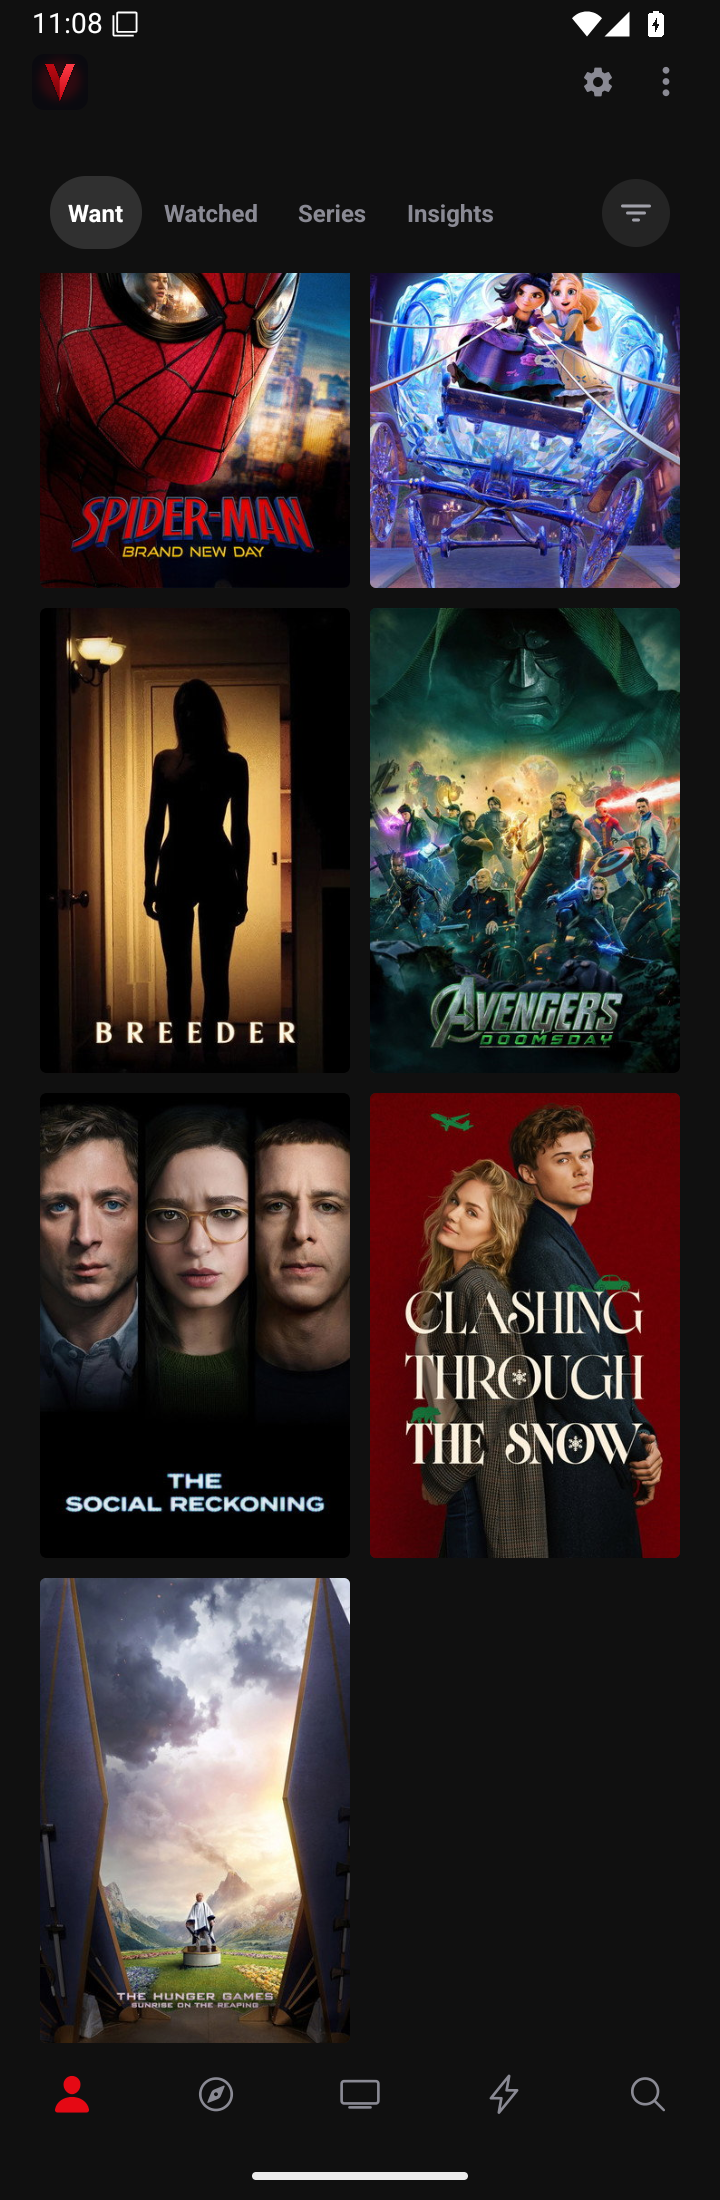 11:08
Want Watched Series Insights
SPIDER-MAN
BRAND NEW DAY
BREEDER
AVENGERS
DOOMSDAY
THE
SOCIAL RECKONING
CLASHING
THROUGH
THE SNOW
THE HUNGER GAMES
SUNRISE ON THE REAPING